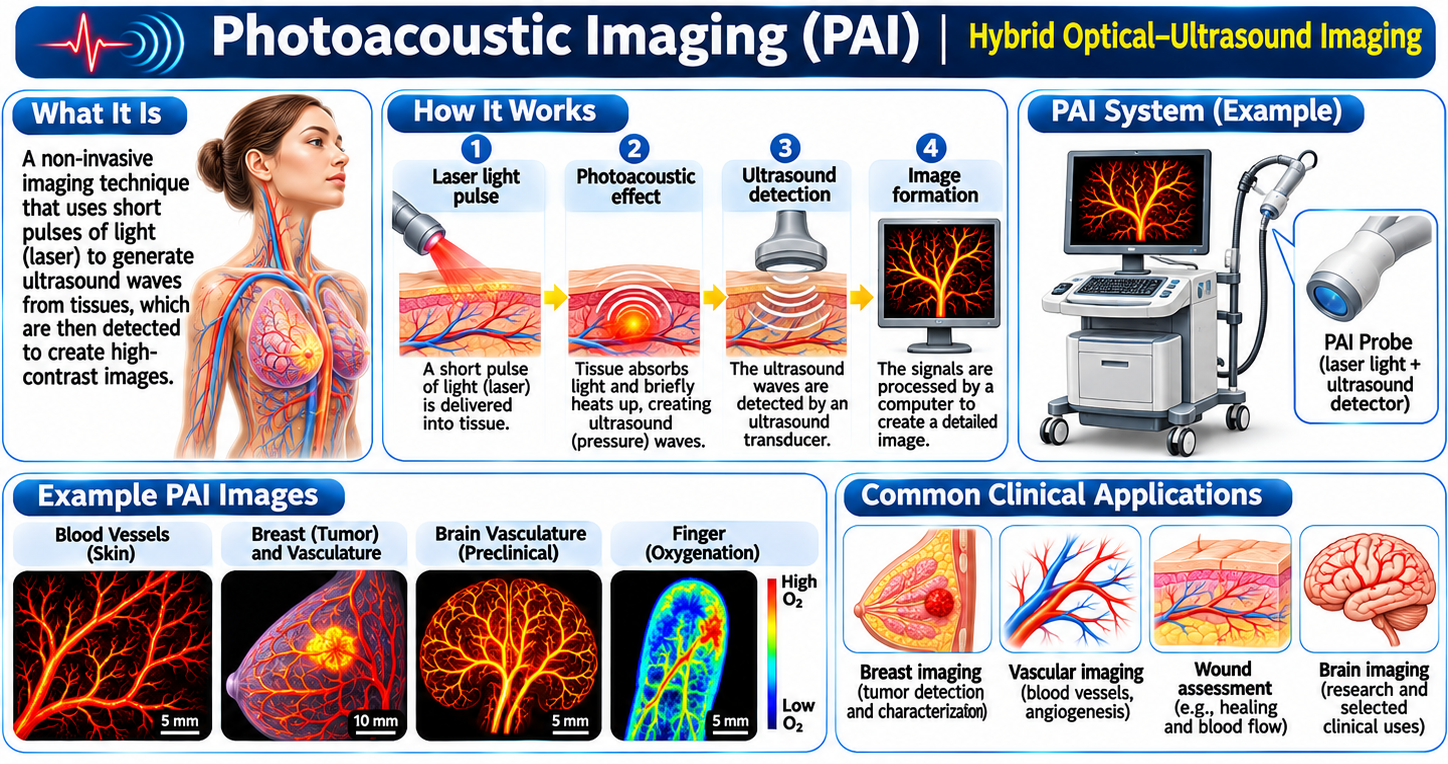 Photoacoustic Imaging (PAI) | Hybrid Optical–Ultrasound Imaging
What It Is
A non-invasive
imaging technique
that uses short
pulses of light
(laser) to generate
ultrasound waves
from tissues, which
are then detected
to create high-
contrast images.
How It Works
1
Laser light
pulse
A short pulse
of light (laser)
is delivered
into tissue.
2
Photoacoustic
effect
Tissue absorbs
light and briefly
heats up, creating
ultrasound
(pressure) waves.
3
Ultrasound
detection
The ultrasound
waves are
detected by an
ultrasound
transducer.
4
Image
formation
The signals are
processed by a
computer to
create a detailed
image.
PAI System (Example)
PAI Probe
(laser light +
ultrasound
detector)
Example PAI Images
Blood Vessels
(Skin)
5 mm
Breast (Tumor)
and Vasculature
10 mm
Brain Vasculature
(Preclinical)
5 mm
Finger
(Oxygenation)
5 mm
High
O₂
Low
O₂
Common Clinical Applications
Breast imaging
(tumor detection
and characterization)
Vascular imaging
(blood vessels,
angiogenesis)
Wound
assessment
(e.g., healing
and blood flow)
Brain imaging
(research and
selected
clinical uses)